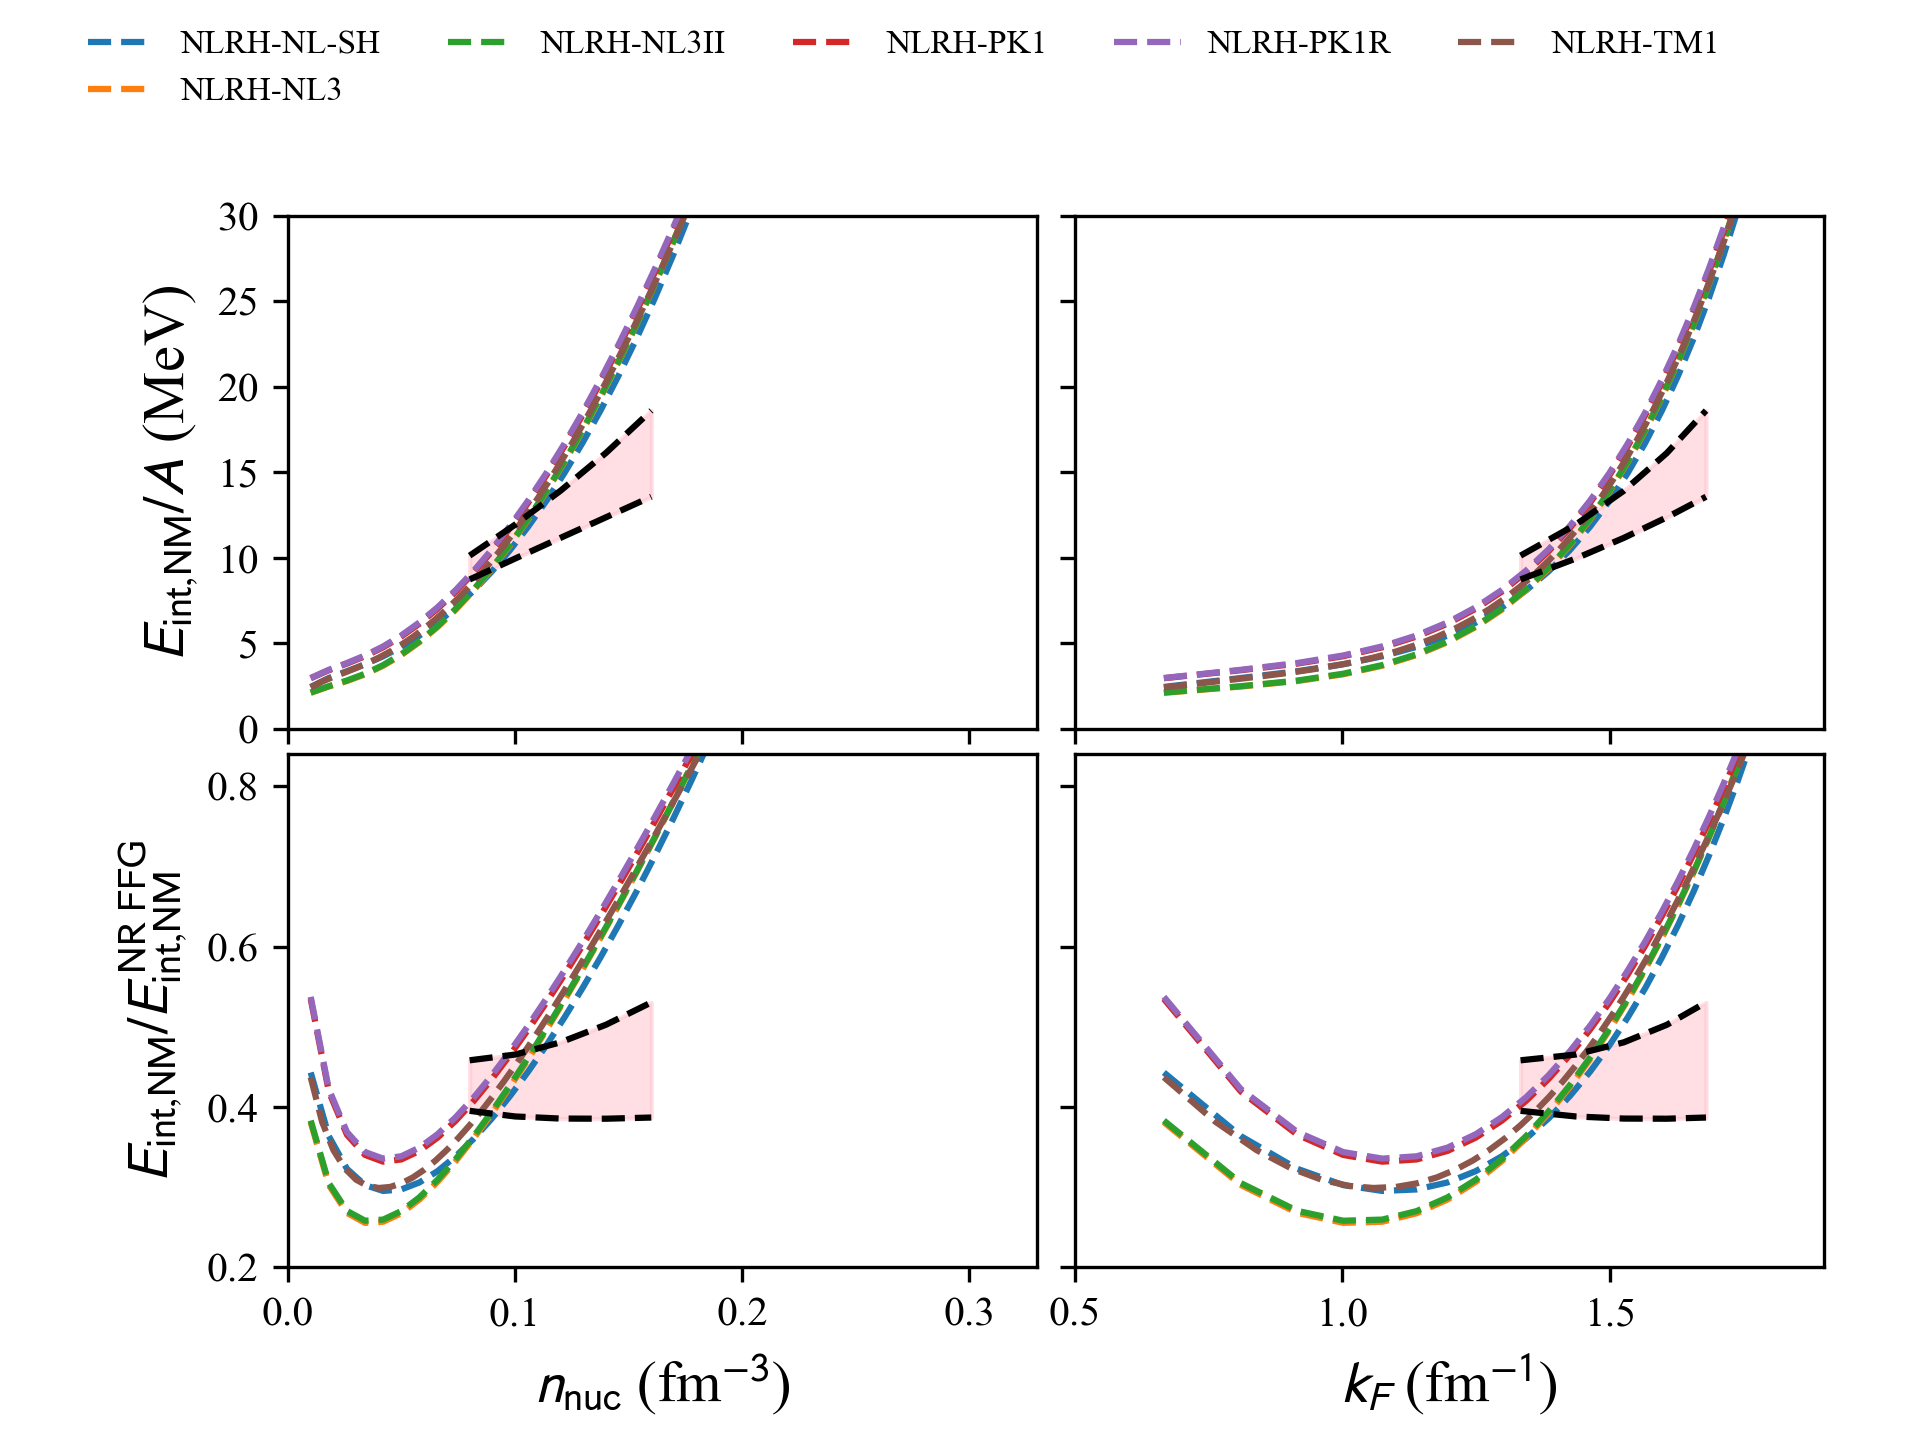 NLRH-NL-SH NLRH-NL3II NLRH-PK1 NLRH-PK1R NLRH-TM1
NLRH-NL3
30
25
20
15
10
5
0
E_int,NM/A (MeV)
0.8
0.6
0.4
0.2
E_int,NM/E_int,NM^NR FFG
0.0 0.1 0.2 0.3 0.5 1.0 1.5
n_nuc (fm^−3) k_F (fm^−1)